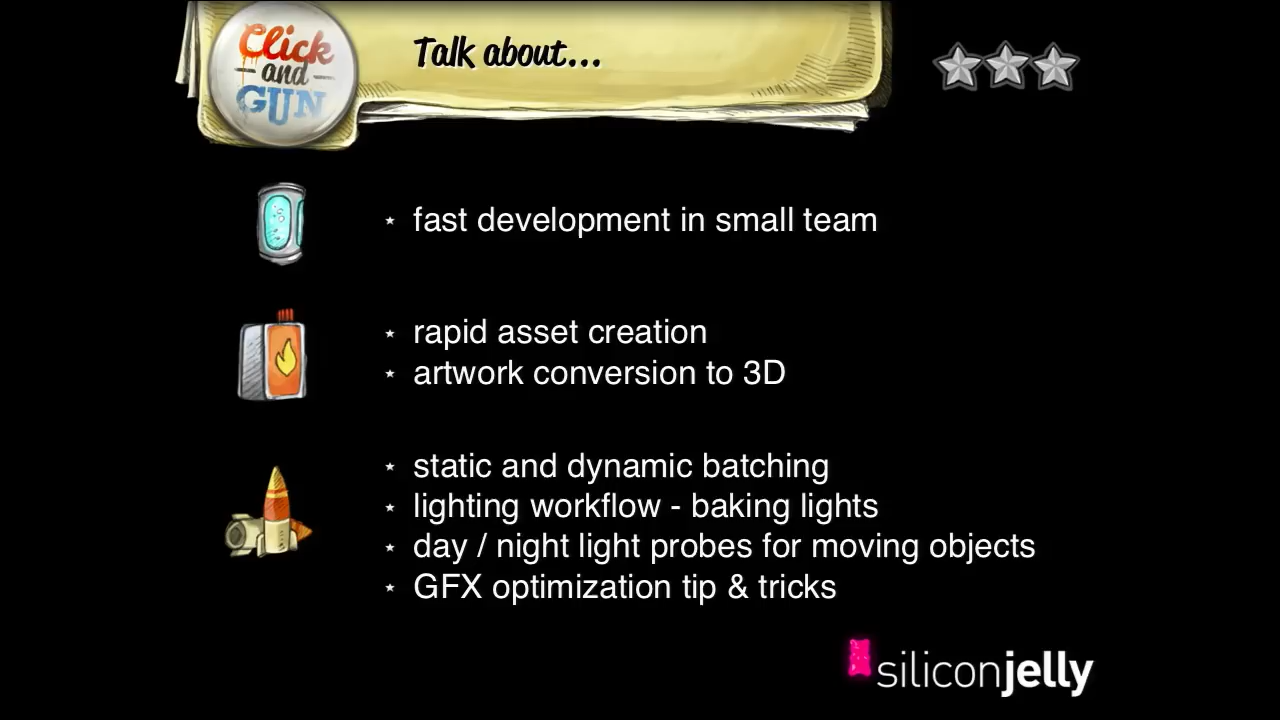 Click
and
GUN
Talk about...
fast development in small team
rapid asset creation
artwork conversion to 3D
static and dynamic batching
lighting workflow - baking lights
day / night light probes for moving objects
GFX optimization tip & tricks
siliconjelly